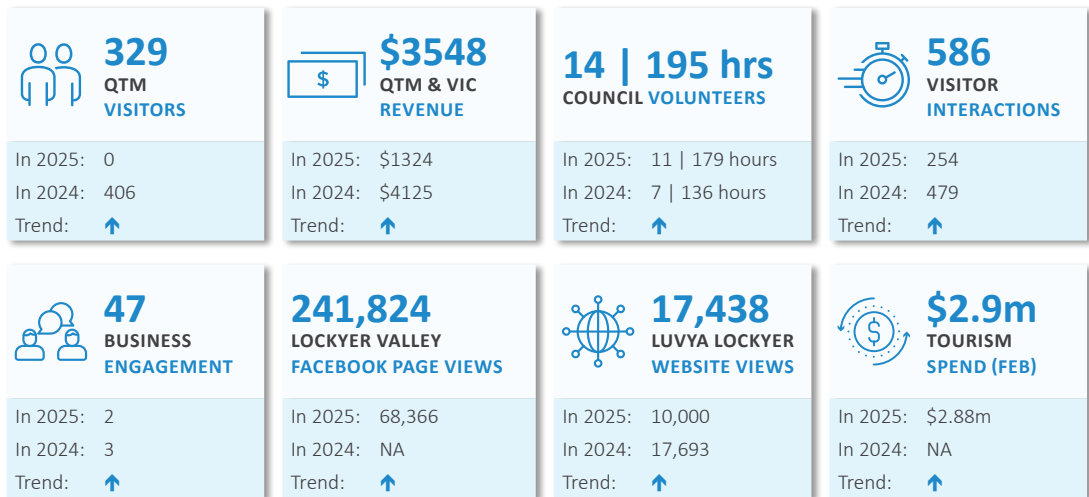 329
QTM
VISITORS
In 2025: 0
In 2024: 406
Trend: ↑
$
$3548
QTM & VIC
REVENUE
In 2025: $1324
In 2024: $4125
Trend: ↑
14 | 195 hrs
COUNCIL VOLUNTEERS
In 2025: 11 | 179 hours
In 2024: 7 | 136 hours
Trend: ↑
586
VISITOR
INTERACTIONS
In 2025: 254
In 2024: 479
Trend: ↑
47
BUSINESS
ENGAGEMENT
In 2025: 2
In 2024: 3
Trend: ↑
241,824
LOCKYER VALLEY
FACEBOOK PAGE VIEWS
In 2025: 68,366
In 2024: NA
Trend: ↑
17,438
LUVYA LOCKYER
WEBSITE VIEWS
In 2025: 10,000
In 2024: 17,693
Trend: ↑
$
$2.9m
TOURISM
SPEND (FEB)
In 2025: $2.88m
In 2024: NA
Trend: ↑